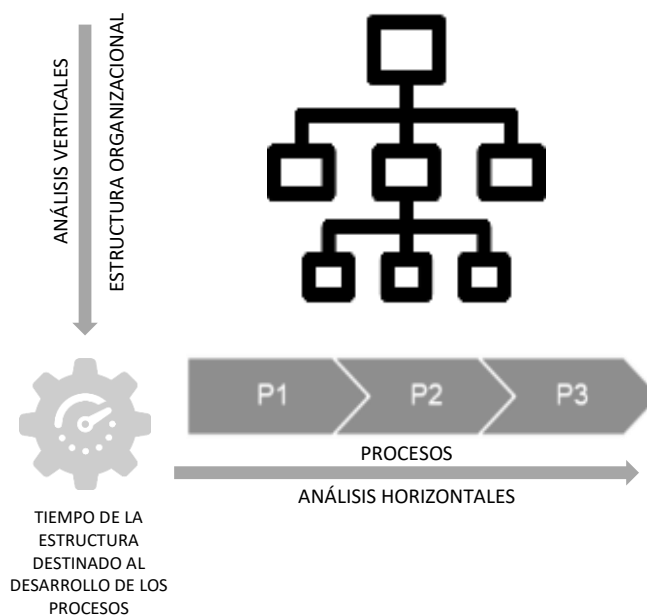 ANÁLISIS VERTICALES
ESTRUCTURA ORGANIZACIONAL
P1
P2
P3
PROCESOS
ANÁLISIS HORIZONTALES
TIEMPO DE LA
ESTRUCTURA
DESTINADO AL
DESARROLLO DE LOS
PROCESOS